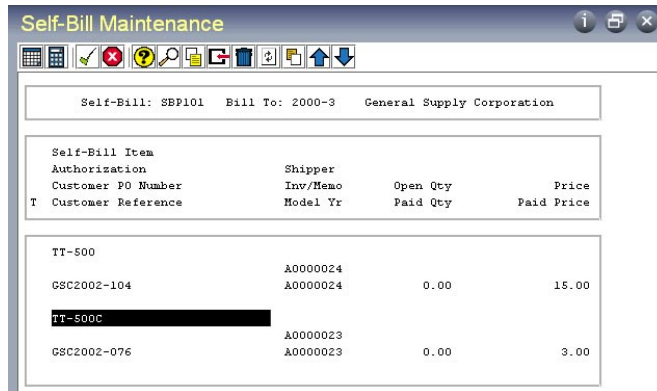 Self-Bill Maintenance
Self-Bill: SBP101 Bill To: 2000-3 General Supply Corporation
Self-Bill Item
Authorization Shipper
Customer PO Number Inv/Memo Open Qty Price
T Customer Reference Model Yr Paid Qty Paid Price
TT-500
A0000024
GSC2002-104 A0000024 0.00 15.00
TT-500C
A0000023
GSC2002-076 A0000023 0.00 3.00